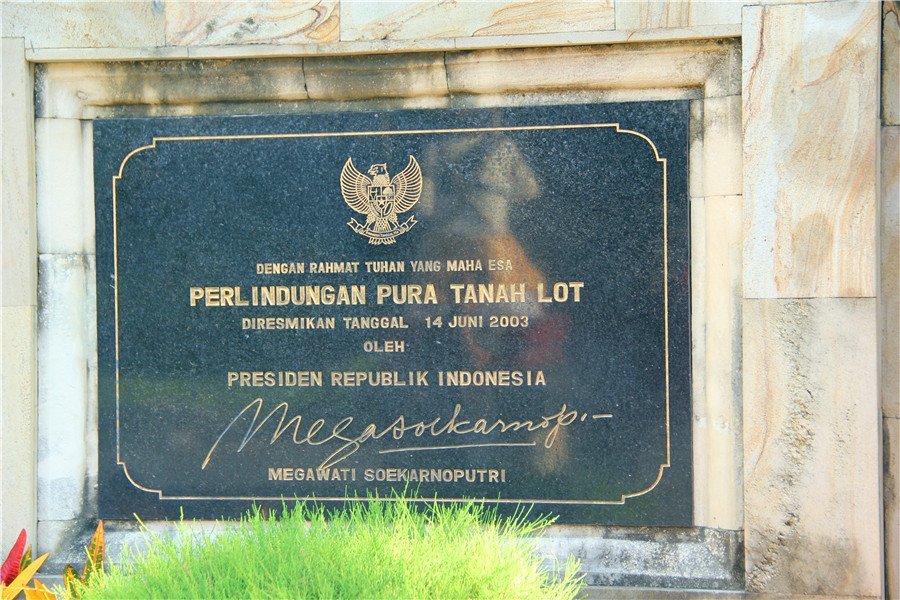 DENGAN RAHMAT TUHAN YANG MAHA ESA
PERLINDUNGAN PURA TANAH LOT
DIRESMIKAN TANGGAL 14 JUNI 2003
OLEH
PRESIDEN REPUBLIK INDONESIA
Megasoekarnop
MEGAWATI SOEKARNOPUTRI